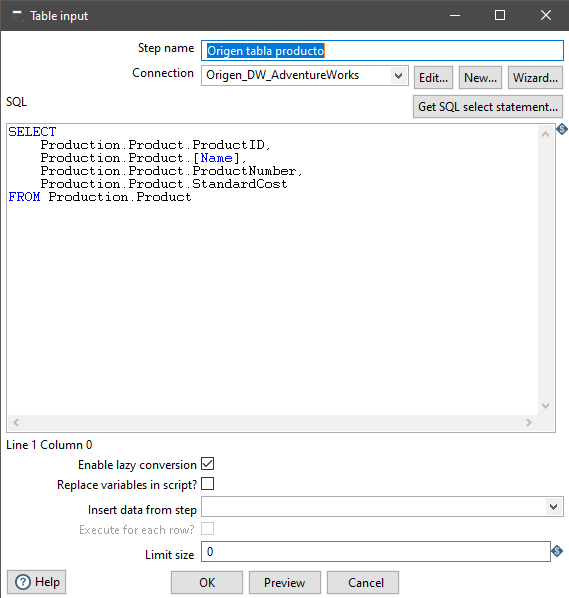 Table input
Step name Origen tabla producto
Connection Origen_DW_AdventureWorks Edit... New... Wizard...
SQL Get SQL select statement...
SELECT
    Production.Product.ProductID,
    Production.Product.[Name],
    Production.Product.ProductNumber,
    Production.Product.StandardCost
FROM Production.Product
Line 1 Column 0
Enable lazy conversion
Replace variables in script?
Insert data from step
Execute for each row?
Limit size 0
Help OK Preview Cancel